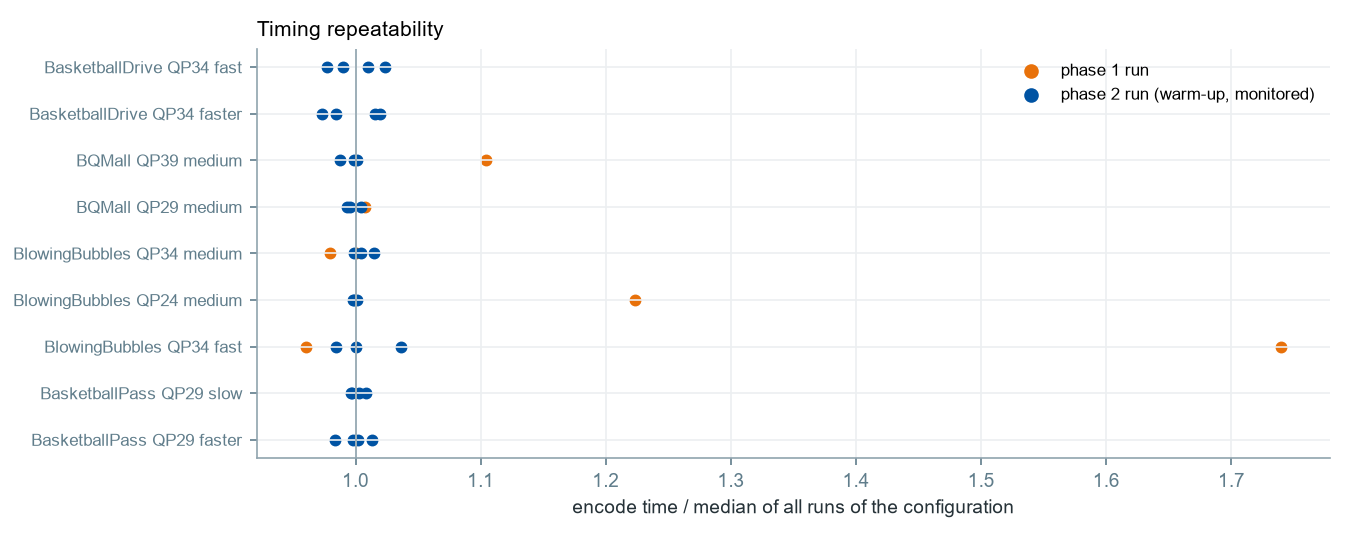 Timing repeatability
phase 1 run
phase 2 run (warm-up, monitored)
BasketballDrive QP34 fast
BasketballDrive QP34 faster
BQMall QP39 medium
BQMall QP29 medium
BlowingBubbles QP34 medium
BlowingBubbles QP24 medium
BlowingBubbles QP34 fast
BasketballPass QP29 slow
BasketballPass QP29 faster
1.0 1.1 1.2 1.3 1.4 1.5 1.6 1.7
encode time / median of all runs of the configuration